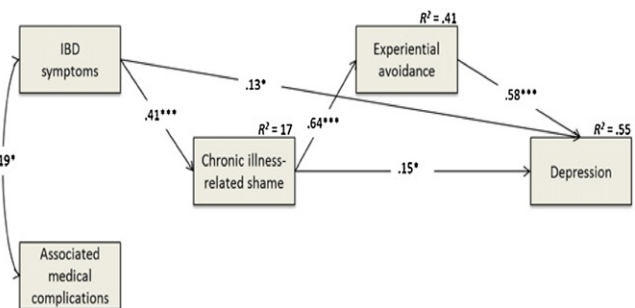 R² = .41
IBD
symptoms
Experiential
avoidance
.13*
.58***
.41***
R² = 17
.64***
R² = .55
19*
Chronic illness-
related shame
.15*
Depression
Associated
medical
complications